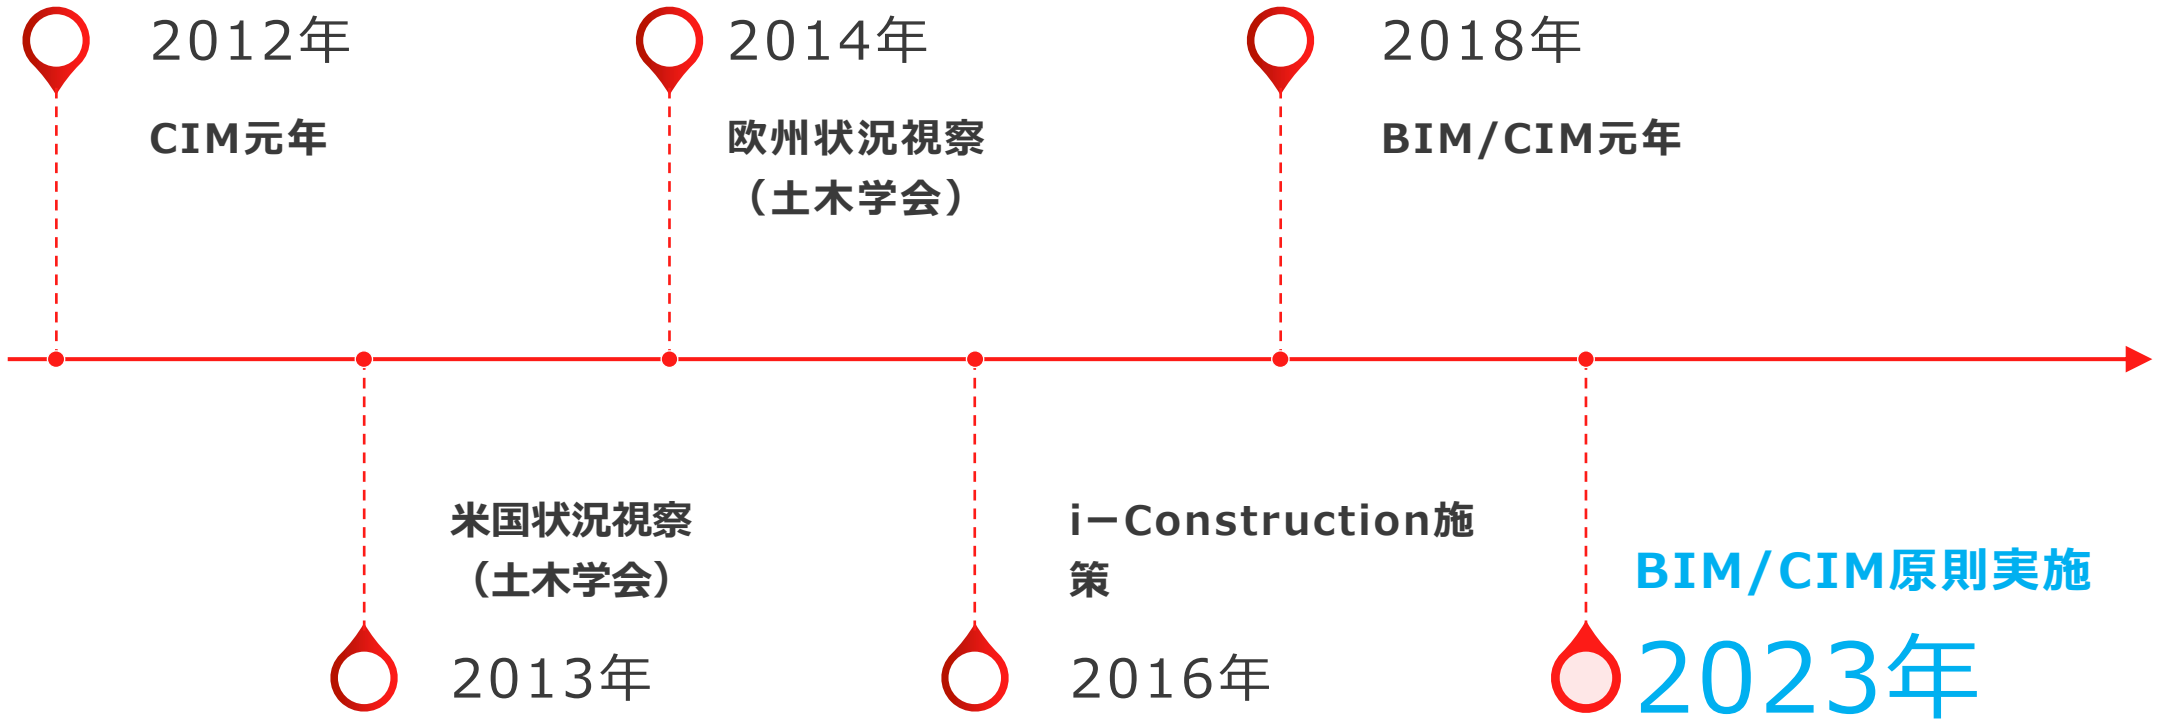 2012年
CIM元年
2014年
欧州状況視察
（土木学会）
2018年
BIM/CIM元年
米国状況視察
（土木学会）
2013年
i－Construction施
策
2016年
BIM/CIM原則実施
2023年